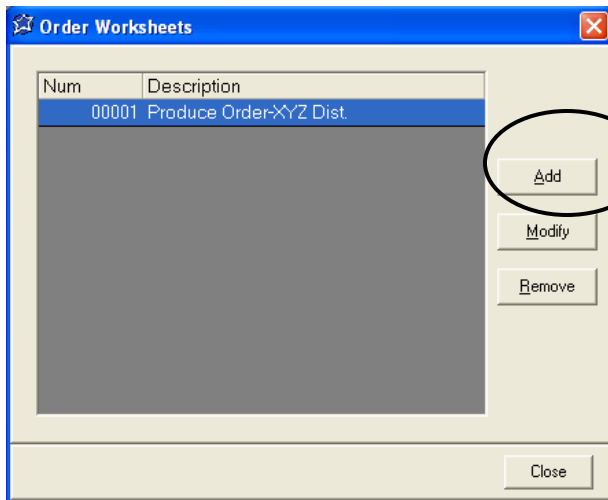 Order Worksheets
Num Description
00001 Produce Order-XYZ Dist.
Add
Modify
Remove
Close